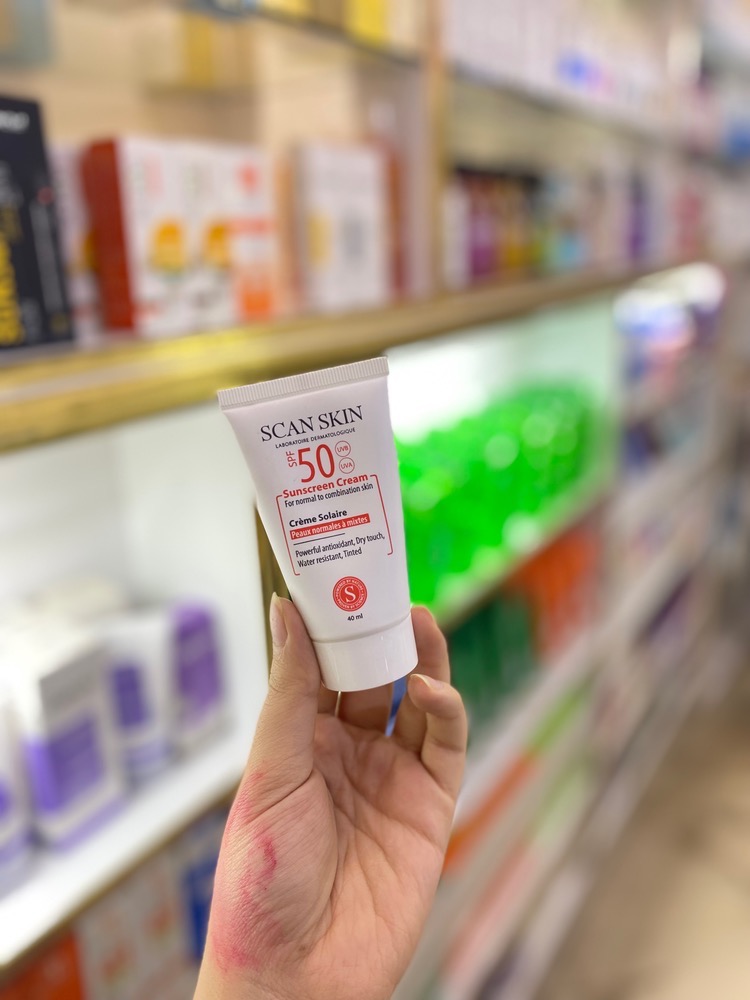 SCAN SKIN
LABORATOIRE DERMATOLOGIQUE
SPF 50 UVB
UVA
Sunscreen Cream
For normal to combination skin
Crème Solaire
Peaux normales à mixtes
Powerful antioxidant, Dry touch,
Water resistant, Tinted
S
40 ml